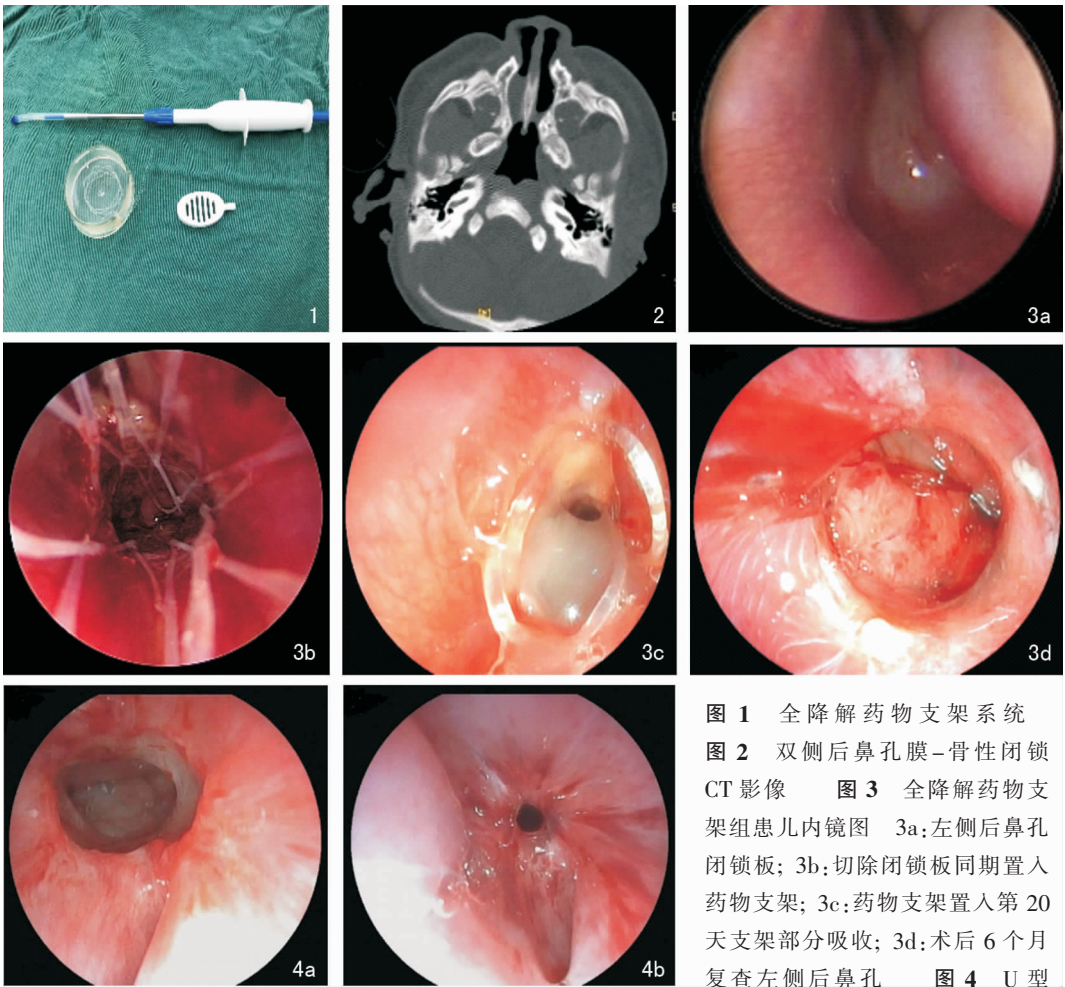 1
2
3a
3b
3c
3d
4a
4b
图 1 全降解药物支架系统
图 2 双侧后鼻孔膜-骨性闭锁
CT 影像 图 3 全降解药物支
架组患儿内镜图 3a:左侧后鼻孔
闭锁板; 3b:切除闭锁板同期置入
药物支架; 3c:药物支架置入第 20
天支架部分吸收; 3d:术后 6 个月
复查左侧后鼻孔 图 4 U 型